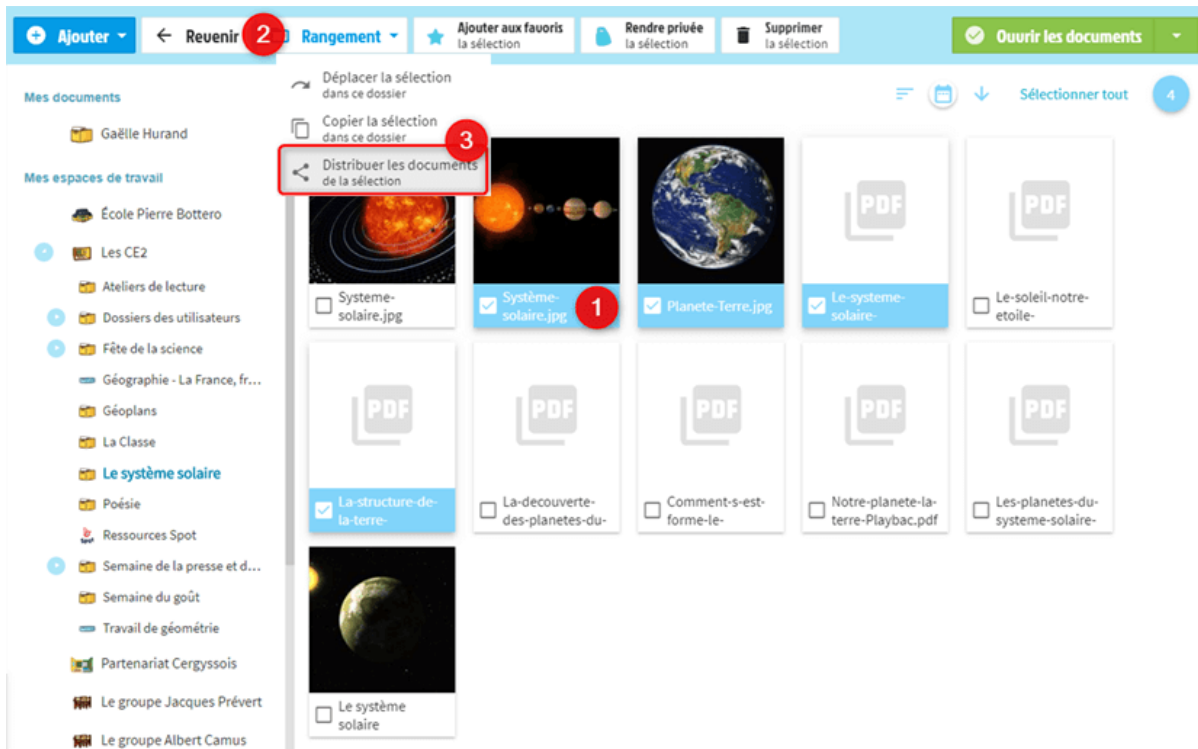 Ajouter
Revenir
2
Rangement
Ajouter aux favoris
la sélection
Rendre privée
la sélection
Supprimer
la sélection
Ouvrir les documents
Déplacer la sélection
dans ce dossier
Copier la sélection
dans ce dossier
3
Distribuer les documents
de la sélection
Sélectionner tout
4
Mes documents
Gaëlle Hurand
Mes espaces de travail
École Pierre Bottero
Les CE2
Ateliers de lecture
Dossiers des utilisateurs
Fête de la science
Géographie - La France, fr...
Géoplans
La Classe
Le système solaire
Poésie
Ressources Spot
Semaine de la presse et d...
Semaine du goût
Travail de géométrie
Partenariat Cergyssois
Le groupe Jacques Prévert
Le groupe Albert Camus
PDF
PDF
Systeme-
solaire.jpg
Système-
solaire.jpg
1
Planete-Terre.jpg
Le-systeme-
solaire-
Le-soleil-notre-
etoile-
PDF
PDF
PDF
PDF
PDF
La-structure-de-
la-terre-
La-decouverte-
des-planetes-du-
Comment-s-est-
forme-le-
Notre-planete-la-
terre-Playbac.pdf
Les-planetes-du-
systeme-solaire-
Le système
solaire